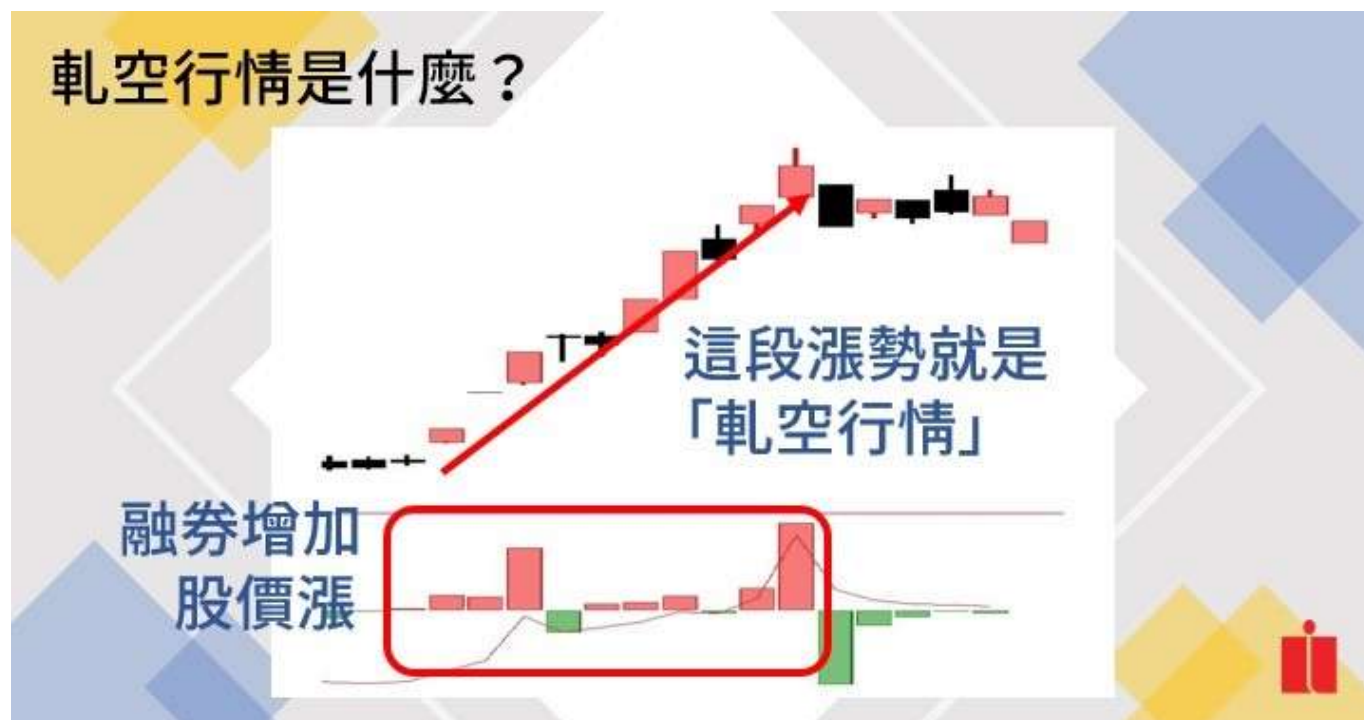 軋空行情是什麼？
這段漲勢就是
「軋空行情」
融券增加
股價漲